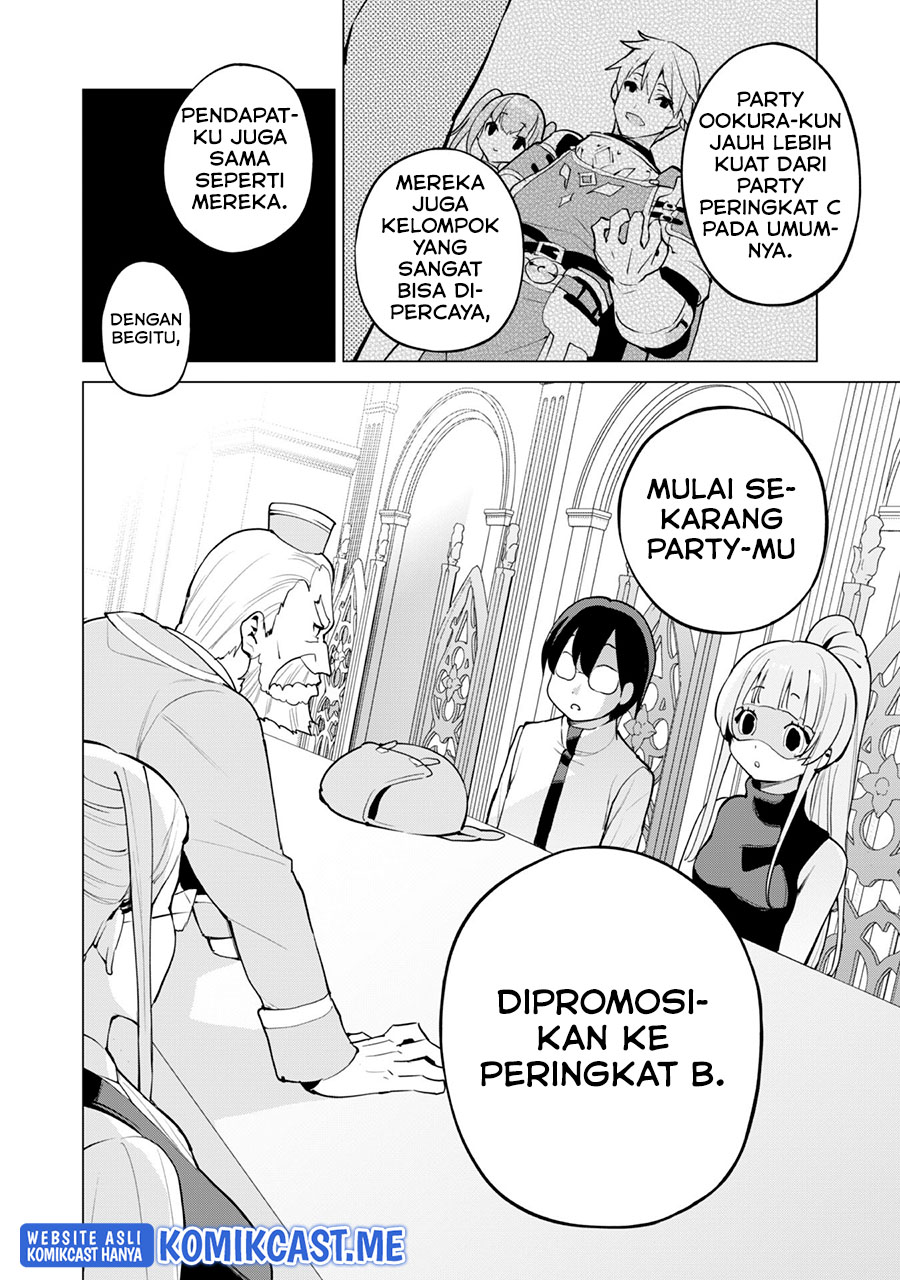 PARTY
OOKURA-KUN
JAUH LEBIH
KUAT DARI
PARTY
PERINGKAT C
PADA UMUM-
NYA.
MEREKA
JUGA
KELOMPOK
YANG
SANGAT
BISA DI-
PERCAYA,
PENDAPAT-
KU JUGA
SAMA
SEPERTI
MEREKA.
DENGAN
BEGITU,
MULAI SE-
KARANG
PARTY-MU
DIPROMOSI-
KAN KE
PERINGKAT B.
WEBSITE ASLI
KOMIKCAST HANYA
KOMIKCAST.ME